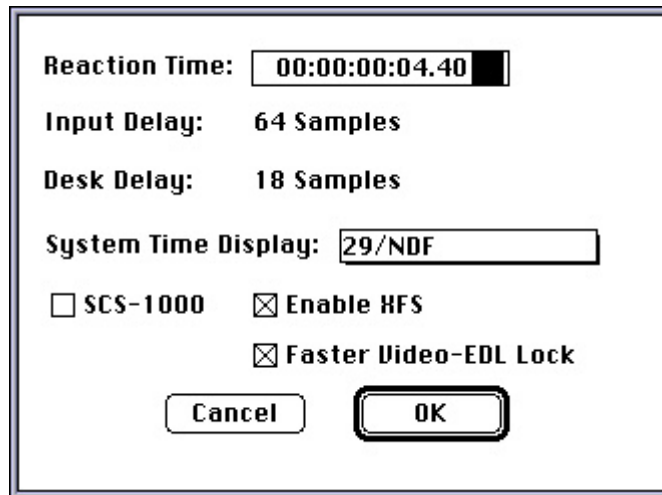 Reaction Time: 00:00:00:04.40
Input Delay: 64 Samples
Desk Delay: 18 Samples
System Time Display: 29/NDF
SCS-1000 Enable XFS
Faster Video-EDL Lock
Cancel OK